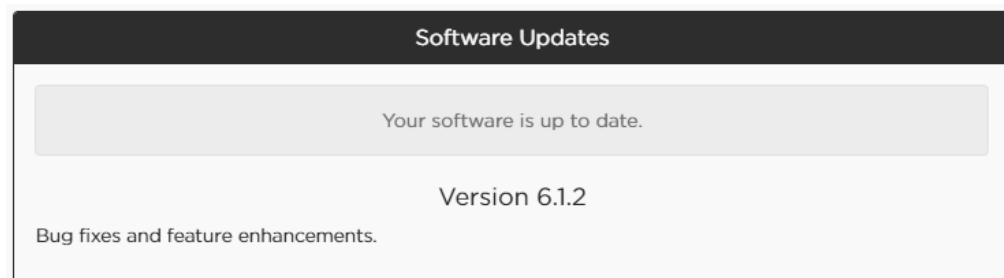 Software Updates
Your software is up to date.
Version 6.1.2
Bug fixes and feature enhancements.